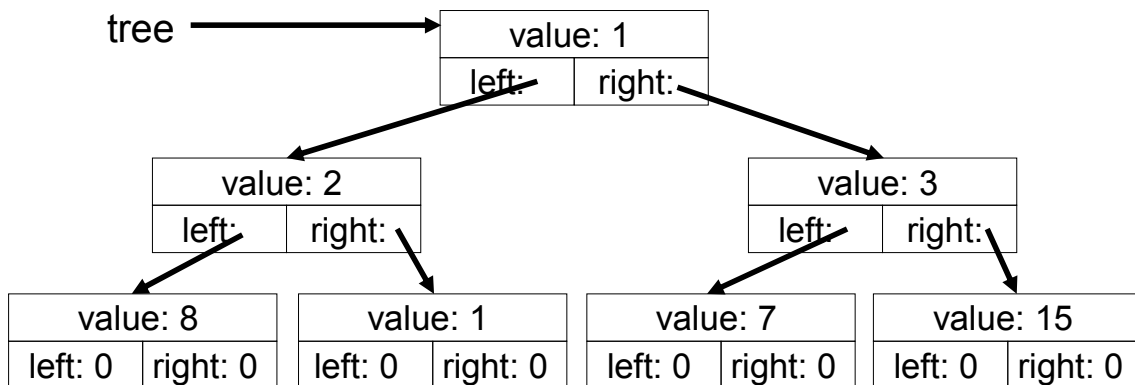 tree
value: 1
left: right:
value: 2 value: 3
left: right: left: right:
value: 8 value: 1 value: 7 value: 15
left: 0 right: 0 left: 0 right: 0 left: 0 right: 0 left: 0 right: 0